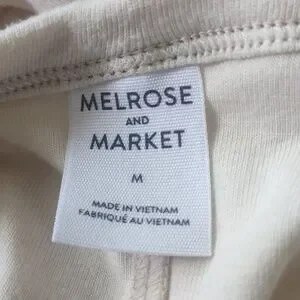 MELROSE
AND
MARKET
M
MADE IN VIETNAM
FABRIQUÉ AU VIETNAM